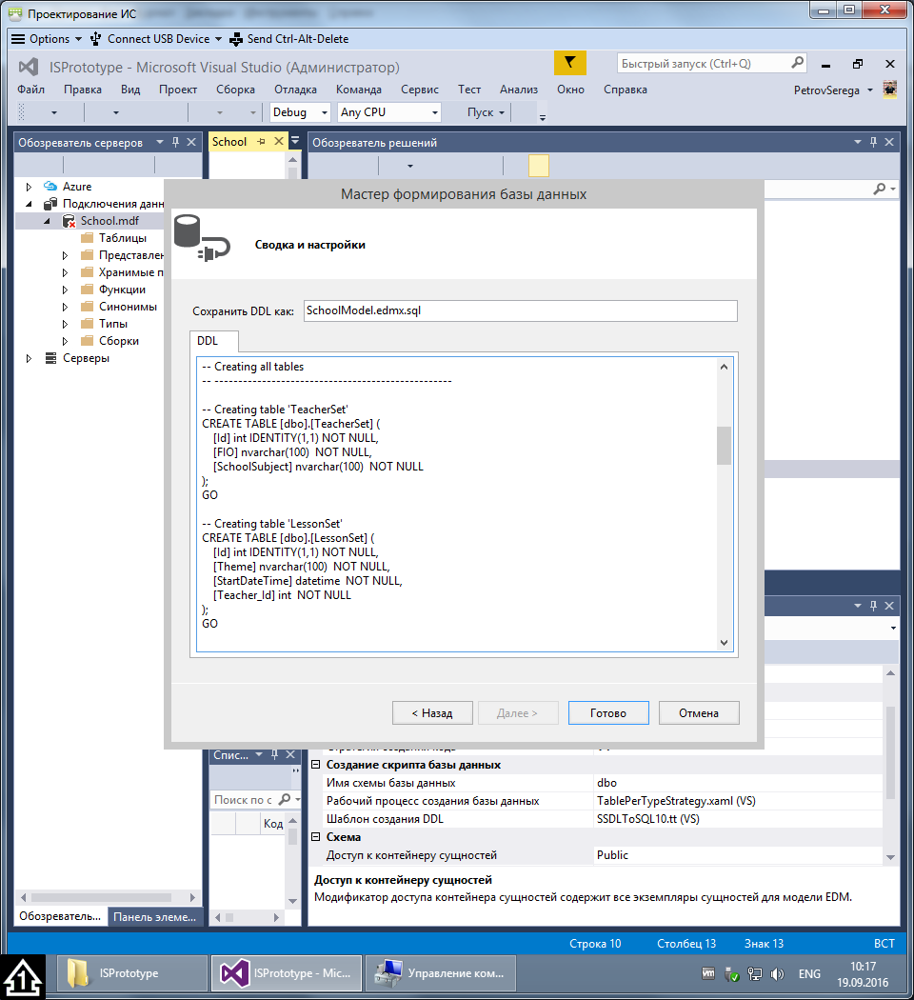 Проектирование ИС
Options Connect USB Device Send Ctrl-Alt-Delete
ISPrototype - Microsoft Visual Studio (Администратор)
Быстрый запуск (Ctrl+Q)
Файл Правка Вид Проект Сборка Отладка Команда Сервис Тест Анализ Окно Справка
PetrovSerega
Debug Any CPU Пуск
Обозреватель серверов
School
Обозреватель решений
Azure
Подключения данн
School.mdf
Таблицы
Представлен
Хранимые п
Функции
Синонимы
Типы
Сборки
Серверы
Мастер формирования базы данных
Сводка и настройки
Сохранить DDL как: SchoolModel.edmx.sql
DDL
-- Creating all tables
-- --------------------------------------------------
-- Creating table 'TeacherSet'
CREATE TABLE [dbo].[TeacherSet] (
[Id] int IDENTITY(1,1) NOT NULL,
[FIO] nvarchar(100)  NOT NULL,
[SchoolSubject] nvarchar(100)  NOT NULL
);
GO
-- Creating table 'LessonSet'
CREATE TABLE [dbo].[LessonSet] (
[Id] int IDENTITY(1,1) NOT NULL,
[Theme] nvarchar(100)  NOT NULL,
[StartDateTime] datetime  NOT NULL,
[Teacher_Id] int  NOT NULL
);
GO
< Назад Далее > Готово Отмена
Спис...
Поиск по с
Код
Создание скрипта базы данных
Имя схемы базы данных dbo
Рабочий процесс создания базы данных TablePerTypeStrategy.xaml (VS)
Шаблон создания DDL SSDLToSQL10.tt (VS)
Схема
Доступ к контейнеру сущностей Public
Доступ к контейнеру сущностей
Модификатор доступа контейнера сущностей содержит все экземпляры сущностей для модели EDM.
Обозреватель... Панель элеме...
Строка 10 Столбец 13 Знак 13 ВСТ
1
ISPrototype
ISPrototype - Mic...
Управление ком...
ENG
10:17
19.09.2016